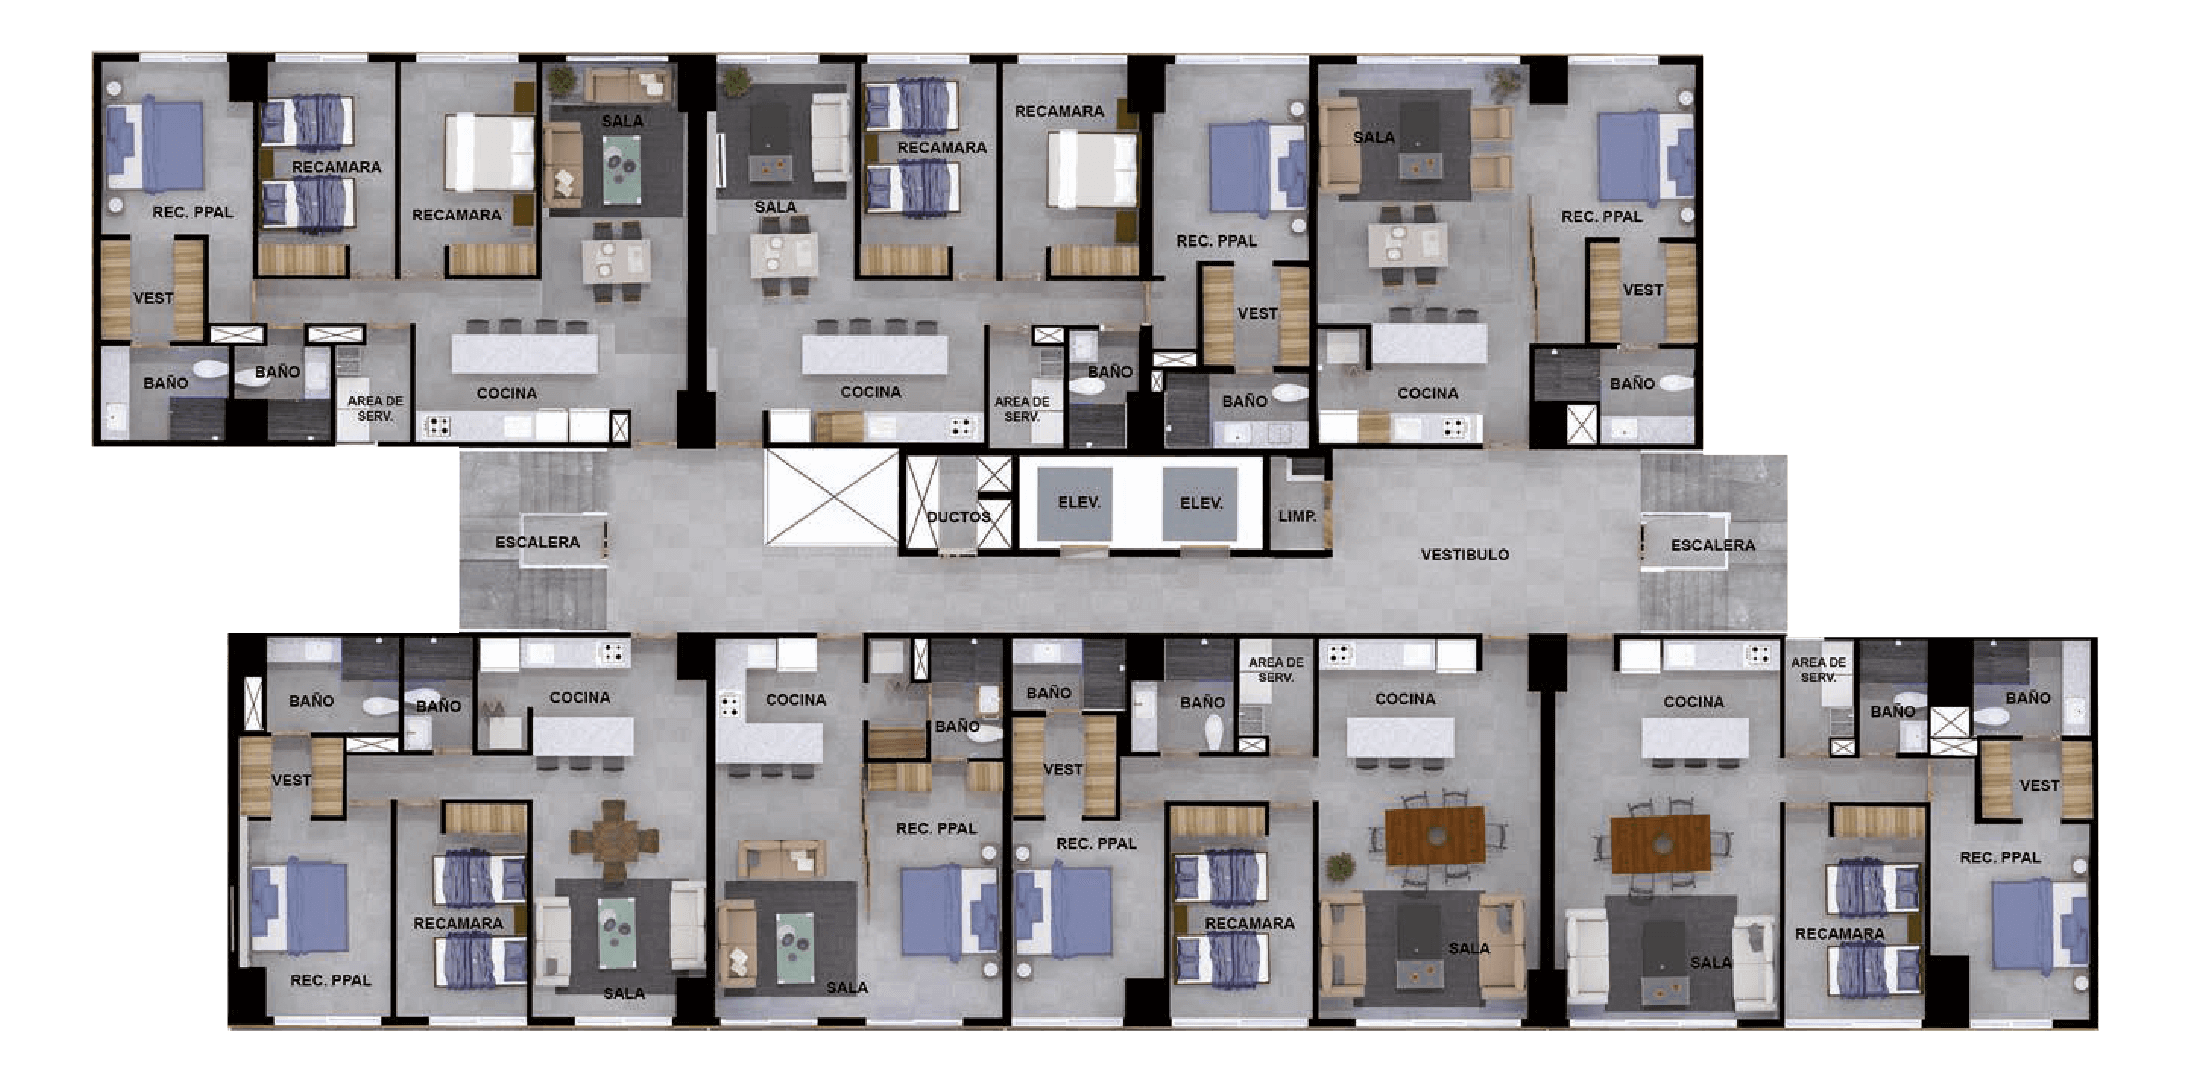 RECAMARA
SALA
SALA
SALA
RECAMARA
RECAMARA
RECAMARA
REC. PPAL
RECAMARA
REC. PPAL
REC. PPAL
VEST
VEST
VEST
BAÑO
BAÑO
AREA DE
SERV.
COCINA
COCINA
AREA DE
SERV.
BAÑO
BAÑO
COCINA
BAÑO
ESCALERA
DUCTOS
ELEV.
ELEV.
LIMP.
VESTIBULO
ESCALERA
BAÑO
BAÑO
COCINA
COCINA
BAÑO
BAÑO
BAÑO
AREA DE
SERV.
COCINA
COCINA
AREA DE
SERV.
BAÑO
BAÑO
VEST
VEST
VEST
REC. PPAL
RECAMARA
SALA
SALA
REC. PPAL
REC. PPAL
RECAMARA
SALA
SALA
RECAMARA
REC. PPAL